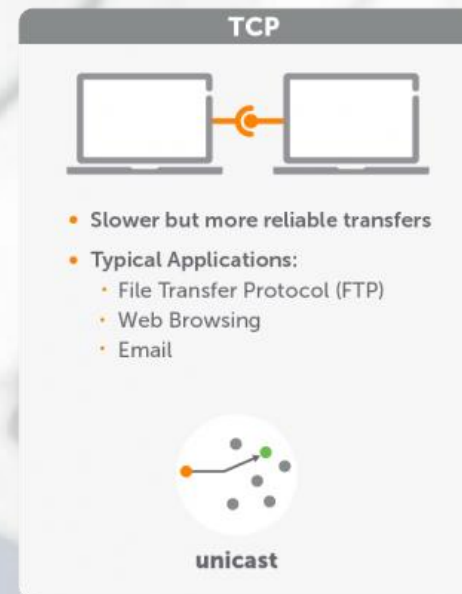 TCP
• Slower but more reliable transfers
• Typical Applications:
• File Transfer Protocol (FTP)
• Web Browsing
• Email
unicast